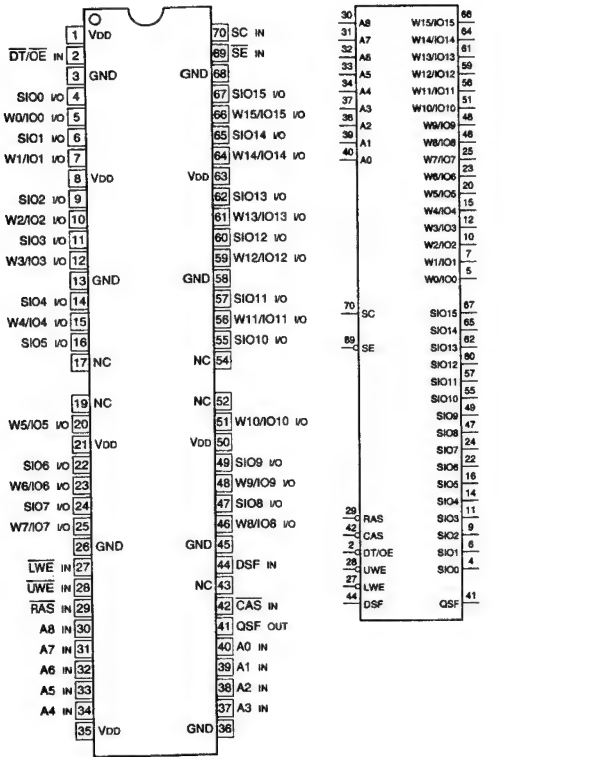 1 VDD 70 SC IN
DT/OE IN 2 69 SE IN
3 GND GND 68
SIO0 I/O 4 67 SIO15 I/O
W0/IO0 I/O 5 66 W15/IO15 I/O
SIO1 I/O 6 65 SIO14 I/O
W1/IO1 I/O 7 64 W14/IO14 I/O
8 VDD VDD 63
SIO2 I/O 9 62 SIO13 I/O
W2/IO2 I/O 10 61 W13/IO13 I/O
SIO3 I/O 11 60 SIO12 I/O
W3/IO3 I/O 12 59 W12/IO12 I/O
13 GND GND 58
SIO4 I/O 14 57 SIO11 I/O
W4/IO4 I/O 15 56 W11/IO11 I/O
SIO5 I/O 16 55 SIO10 I/O
17 NC NC 54
19 NC NC 52
W5/IO5 I/O 20 51 W10/IO10 I/O
21 VDD VDD 50
SIO6 I/O 22 49 SIO9 I/O
W6/IO6 I/O 23 48 W9/IO9 I/O
SIO7 I/O 24 47 SIO8 I/O
W7/IO7 I/O 25 46 W8/IO8 I/O
26 GND GND 45
LWE IN 27 44 DSF IN
UWE IN 28 NC 43
RAS IN 29 42 CAS IN
A8 IN 30 41 QSF OUT
A7 IN 31 40 A0 IN
A6 IN 32 39 A1 IN
A5 IN 33 38 A2 IN
A4 IN 34 37 A3 IN
35 VDD GND 36
30 A8 W15/IO15 66
31 A7 W14/IO14 64
32 A6 W13/IO13 61
33 A5 W12/IO12 59
34 A4 W11/IO11 56
37 A3 W10/IO10 51
38 A2 W9/IO9 48
39 A1 W8/IO8 46
40 A0 W7/IO7 25
W6/IO6 23
W5/IO5 20
W4/IO4 15
W3/IO3 12
W2/IO2 10
W1/IO1 7
W0/IO0 5
70 SC SIO15 67
SIO14 65
69 SE SIO13 62
SIO12 60
SIO11 57
SIO10 55
SIO9 49
SIO8 47
SIO7 24
SIO6 22
SIO5 16
SIO4 14
29 RAS SIO3 11
42 CAS SIO2 9
2 DT/OE SIO1 6
28 UWE SIO0 4
27 LWE
44 DSF QSF 41